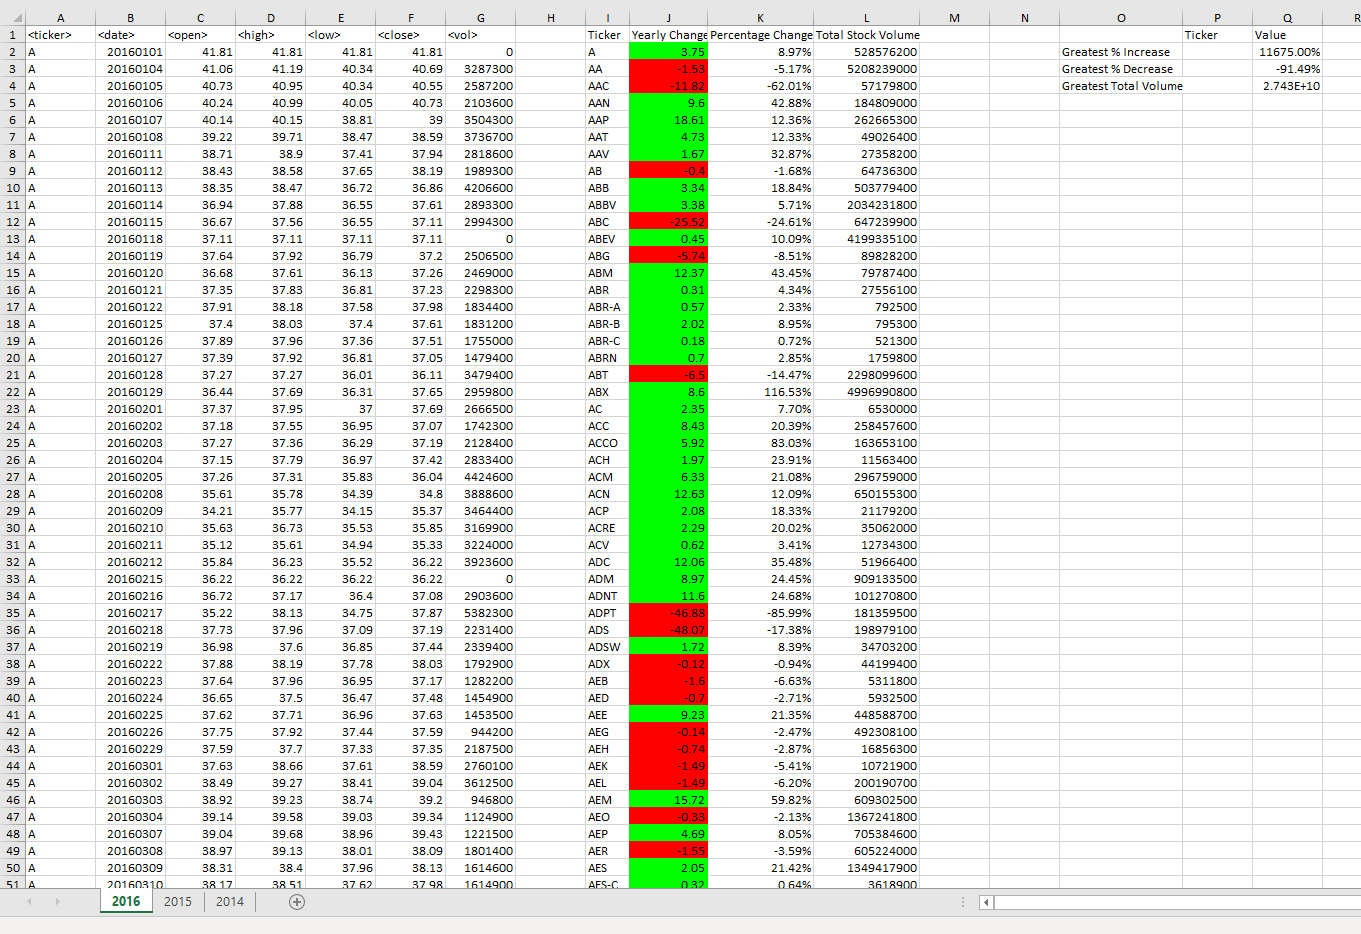 A B C D E F G H I J K L M N O P Q R
1 <ticker> <date> <open> <high> <low> <close> <vol> Ticker Yearly Change Percentage Change Total Stock Volume Ticker Value
2 A 20160101 41.81 41.81 41.81 41.81 0 A 3.75 8.97% 528576200 Greatest % Increase 11675.00%
3 A 20160104 41.06 41.19 40.34 40.69 3287300 AA -1.53 -5.17% 5208239000 Greatest % Decrease -91.49%
4 A 20160105 40.73 40.95 40.34 40.55 2587200 AAC -11.82 -62.01% 57179800 Greatest Total Volume 2.743E+10
5 A 20160106 40.24 40.99 40.05 40.73 2103600 AAN 9.6 42.88% 184809000
6 A 20160107 40.14 40.15 38.81 39 3504300 AAP 18.61 12.36% 262665300
7 A 20160108 39.22 39.71 38.47 38.59 3736700 AAT 4.73 12.33% 49026400
8 A 20160111 38.71 38.9 37.41 37.94 2818600 AAV 1.67 32.87% 27358200
9 A 20160112 38.43 38.58 37.65 38.19 1989300 AB -0.4 -1.68% 64736300
10 A 20160113 38.35 38.47 36.72 36.86 4206600 ABB 3.34 18.84% 503779400
11 A 20160114 36.94 37.88 36.55 37.61 2893300 ABBV 3.38 5.71% 2034231800
12 A 20160115 36.67 37.56 36.55 37.11 2994300 ABC -25.52 -24.61% 647239900
13 A 20160118 37.11 37.11 37.11 37.11 0 ABEV 0.45 10.09% 4199335100
14 A 20160119 37.64 37.92 36.79 37.2 2506500 ABG -5.74 -8.51% 89828200
15 A 20160120 36.68 37.61 36.13 37.26 2469000 ABM 12.37 43.45% 79787400
16 A 20160121 37.35 37.83 36.81 37.23 2298300 ABR 0.31 4.34% 27556100
17 A 20160122 37.91 38.18 37.58 37.98 1834400 ABR-A 0.57 2.33% 792500
18 A 20160125 37.4 38.03 37.4 37.61 1831200 ABR-B 2.02 8.95% 795300
19 A 20160126 37.89 37.96 37.36 37.51 1755000 ABR-C 0.18 0.72% 521300
20 A 20160127 37.39 37.92 36.81 37.05 1479400 ABRN 0.7 2.85% 1759800
21 A 20160128 37.27 37.27 36.01 36.11 3479400 ABT -6.5 -14.47% 2298099600
22 A 20160129 36.44 37.69 36.31 37.65 2959800 ABX 8.6 116.53% 4996990800
23 A 20160201 37.37 37.95 37 37.69 2666500 AC 2.35 7.70% 6530000
24 A 20160202 37.18 37.55 36.95 37.07 1742300 ACC 8.43 20.39% 258457600
25 A 20160203 37.27 37.36 36.29 37.19 2128400 ACCO 5.92 83.03% 163653100
26 A 20160204 37.15 37.79 36.97 37.42 2833400 ACH 1.97 23.91% 11563400
27 A 20160205 37.26 37.31 35.83 36.04 4424600 ACM 6.33 21.08% 296759000
28 A 20160208 35.61 35.78 34.39 34.8 3888600 ACN 12.63 12.09% 650155300
29 A 20160209 34.21 35.77 34.15 35.37 3464400 ACP 2.08 18.33% 21179200
30 A 20160210 35.63 36.73 35.53 35.85 3169900 ACRE 2.29 20.02% 35062000
31 A 20160211 35.12 35.61 34.94 35.33 3224000 ACV 0.62 3.41% 12734300
32 A 20160212 35.84 36.23 35.52 36.22 3923600 ADC 12.06 35.48% 51966400
33 A 20160215 36.22 36.22 36.22 36.22 0 ADM 8.97 24.45% 909133500
34 A 20160216 36.72 37.17 36.4 37.08 2903600 ADNT 11.6 24.68% 101270800
35 A 20160217 35.22 38.13 34.75 37.87 5382300 ADPT -46.88 -85.99% 181359500
36 A 20160218 37.73 37.96 37.09 37.19 2231400 ADS -48.07 -17.38% 198979100
37 A 20160219 36.98 37.6 36.85 37.44 2339400 ADSW 1.72 8.39% 34703200
38 A 20160222 37.88 38.19 37.78 38.03 1792900 ADX -0.12 -0.94% 44199400
39 A 20160223 37.64 37.96 36.95 37.17 1282200 AEB -1.6 -6.63% 5311800
40 A 20160224 36.65 37.5 36.47 37.48 1454900 AED -0.7 -2.71% 5932500
41 A 20160225 37.62 37.71 36.96 37.63 1453500 AEE 9.23 21.35% 448588700
42 A 20160226 37.75 37.92 37.44 37.59 944200 AEG -0.14 -2.47% 492308100
43 A 20160229 37.59 37.7 37.33 37.35 2187500 AEH -0.74 -2.87% 16856300
44 A 20160301 37.63 38.66 37.61 38.59 2760100 AEK -1.49 -5.41% 10721900
45 A 20160302 38.49 39.27 38.41 39.04 3612500 AEL -1.49 -6.20% 200190700
46 A 20160303 38.92 39.23 38.74 39.2 946800 AEM 15.72 59.82% 609302500
47 A 20160304 39.14 39.58 39.03 39.34 1124900 AEO -0.33 -2.13% 1367241800
48 A 20160307 39.04 39.68 38.96 39.43 1221500 AEP 4.69 8.05% 705384600
49 A 20160308 38.97 39.13 38.01 38.09 1801400 AER -1.55 -3.59% 605224000
50 A 20160309 38.31 38.4 37.96 38.13 1614600 AES 2.05 21.42% 1349417900
51 A 20160310 38.17 38.51 37.62 37.98 1614900 AES-C 0.32 0.64% 3618900
2016 2015 2014